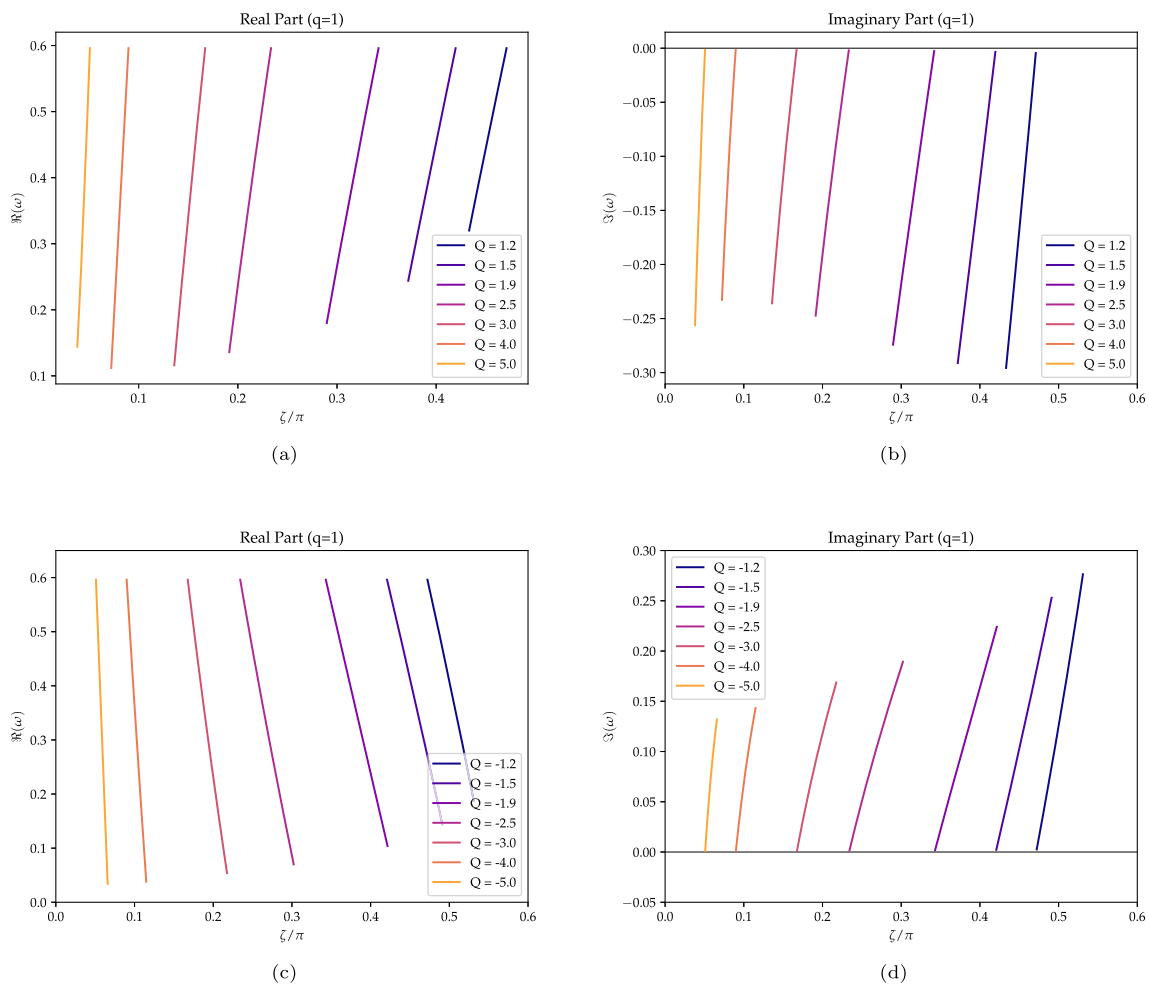 Real Part (q=1)
0.6
0.5
0.4
0.3
0.2
0.1
ℜ(ω)
0.1 0.2 0.3 0.4
ζ/π
Q = 1.2
Q = 1.5
Q = 1.9
Q = 2.5
Q = 3.0
Q = 4.0
Q = 5.0
(a)
Imaginary Part (q=1)
0.00
−0.05
−0.10
−0.15
−0.20
−0.25
−0.30
ℑ(ω)
0.0 0.1 0.2 0.3 0.4 0.5 0.6
ζ/π
Q = 1.2
Q = 1.5
Q = 1.9
Q = 2.5
Q = 3.0
Q = 4.0
Q = 5.0
(b)
Real Part (q=1)
0.6
0.5
0.4
0.3
0.2
0.1
0.0
ℜ(ω)
0.0 0.1 0.2 0.3 0.4 0.5 0.6
ζ/π
Q = -1.2
Q = -1.5
Q = -1.9
Q = -2.5
Q = -3.0
Q = -4.0
Q = -5.0
(c)
Imaginary Part (q=1)
0.30
0.25
0.20
0.15
0.10
0.05
0.00
−0.05
ℑ(ω)
0.0 0.1 0.2 0.3 0.4 0.5 0.6
ζ/π
Q = -1.2
Q = -1.5
Q = -1.9
Q = -2.5
Q = -3.0
Q = -4.0
Q = -5.0
(d)